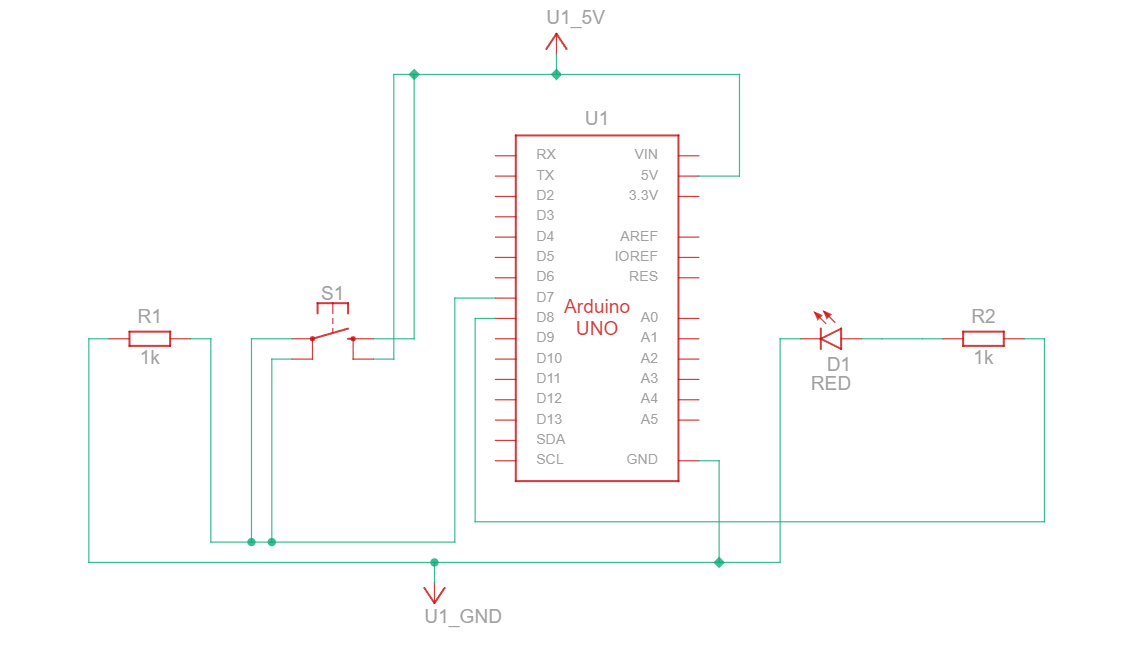 U1_5V
U1
RX
VIN
TX
5V
D2
3.3V
D3
D4
AREF
D5
IOREF
D6
RES
D7
Arduino
UNO
D8
A0
D9
A1
D10
A2
D11
A3
D12
A4
D13
A5
SDA
SCL
GND
S1
R1
1k
R2
1k
D1
RED
U1_GND